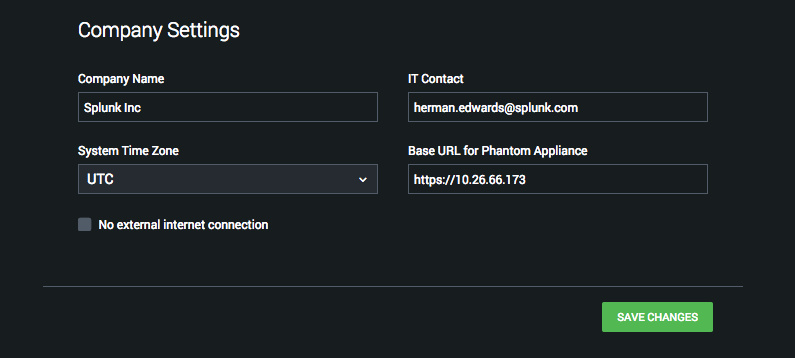 Company Settings
Company Name
IT Contact
Splunk Inc
herman.edwards@splunk.com
System Time Zone
Base URL for Phantom Appliance
UTC
https://10.26.66.173
No external internet connection
SAVE CHANGES